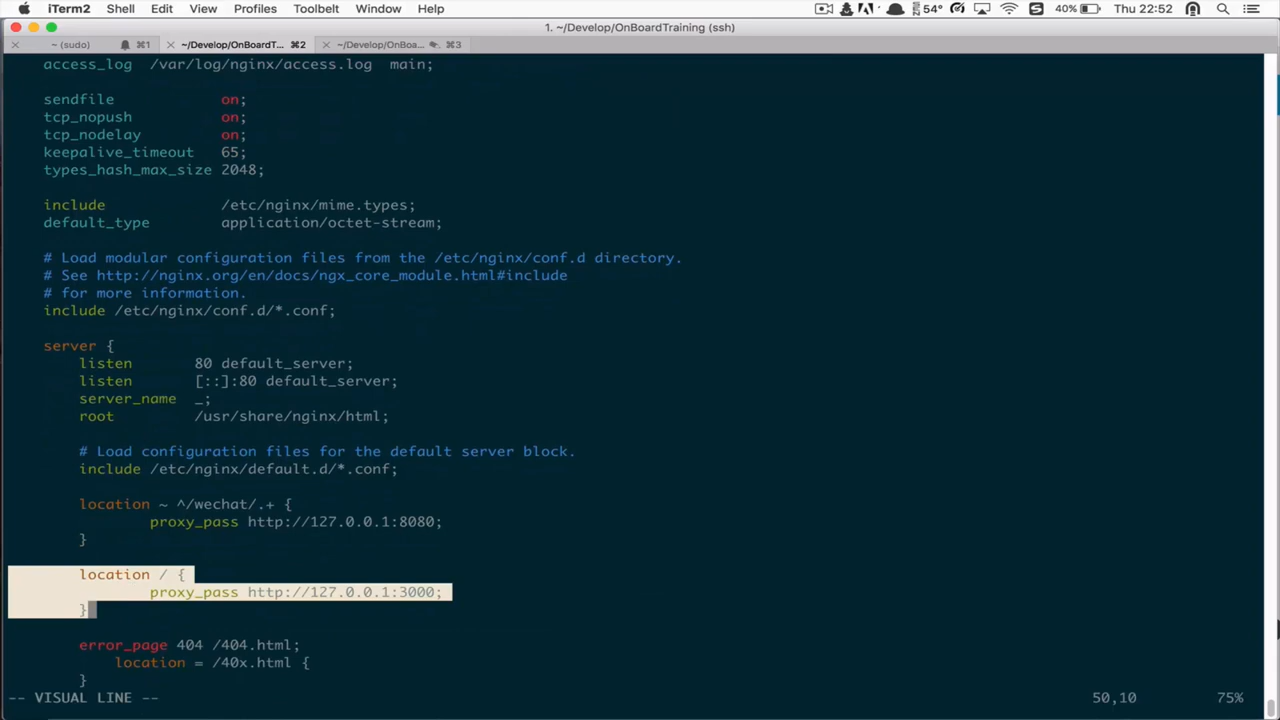 iTerm2 Shell Edit View Profiles Toolbelt Window Help 54° 40% Thu 22:52
1. ~/Develop/OnBoardTraining (ssh)
~ (sudo) ⌘1 ~/Develop/OnBoardT... ⌘2 ~/Develop/OnBoa... ⌘3
access_log  /var/log/nginx/access.log  main;
sendfile            on;
tcp_nopush          on;
tcp_nodelay         on;
keepalive_timeout   65;
types_hash_max_size 2048;
include             /etc/nginx/mime.types;
default_type        application/octet-stream;
# Load modular configuration files from the /etc/nginx/conf.d directory.
# See http://nginx.org/en/docs/ngx_core_module.html#include
# for more information.
include /etc/nginx/conf.d/*.conf;
server {
listen       80 default_server;
listen       [::]:80 default_server;
server_name  _;
root         /usr/share/nginx/html;
# Load configuration files for the default server block.
include /etc/nginx/default.d/*.conf;
location ~ ^/wechat/.+ {
proxy_pass http://127.0.0.1:8080;
}
location / {
proxy_pass http://127.0.0.1:3000;
}
error_page 404 /404.html;
location = /40x.html {
}
-- VISUAL LINE -- 50,10 75%